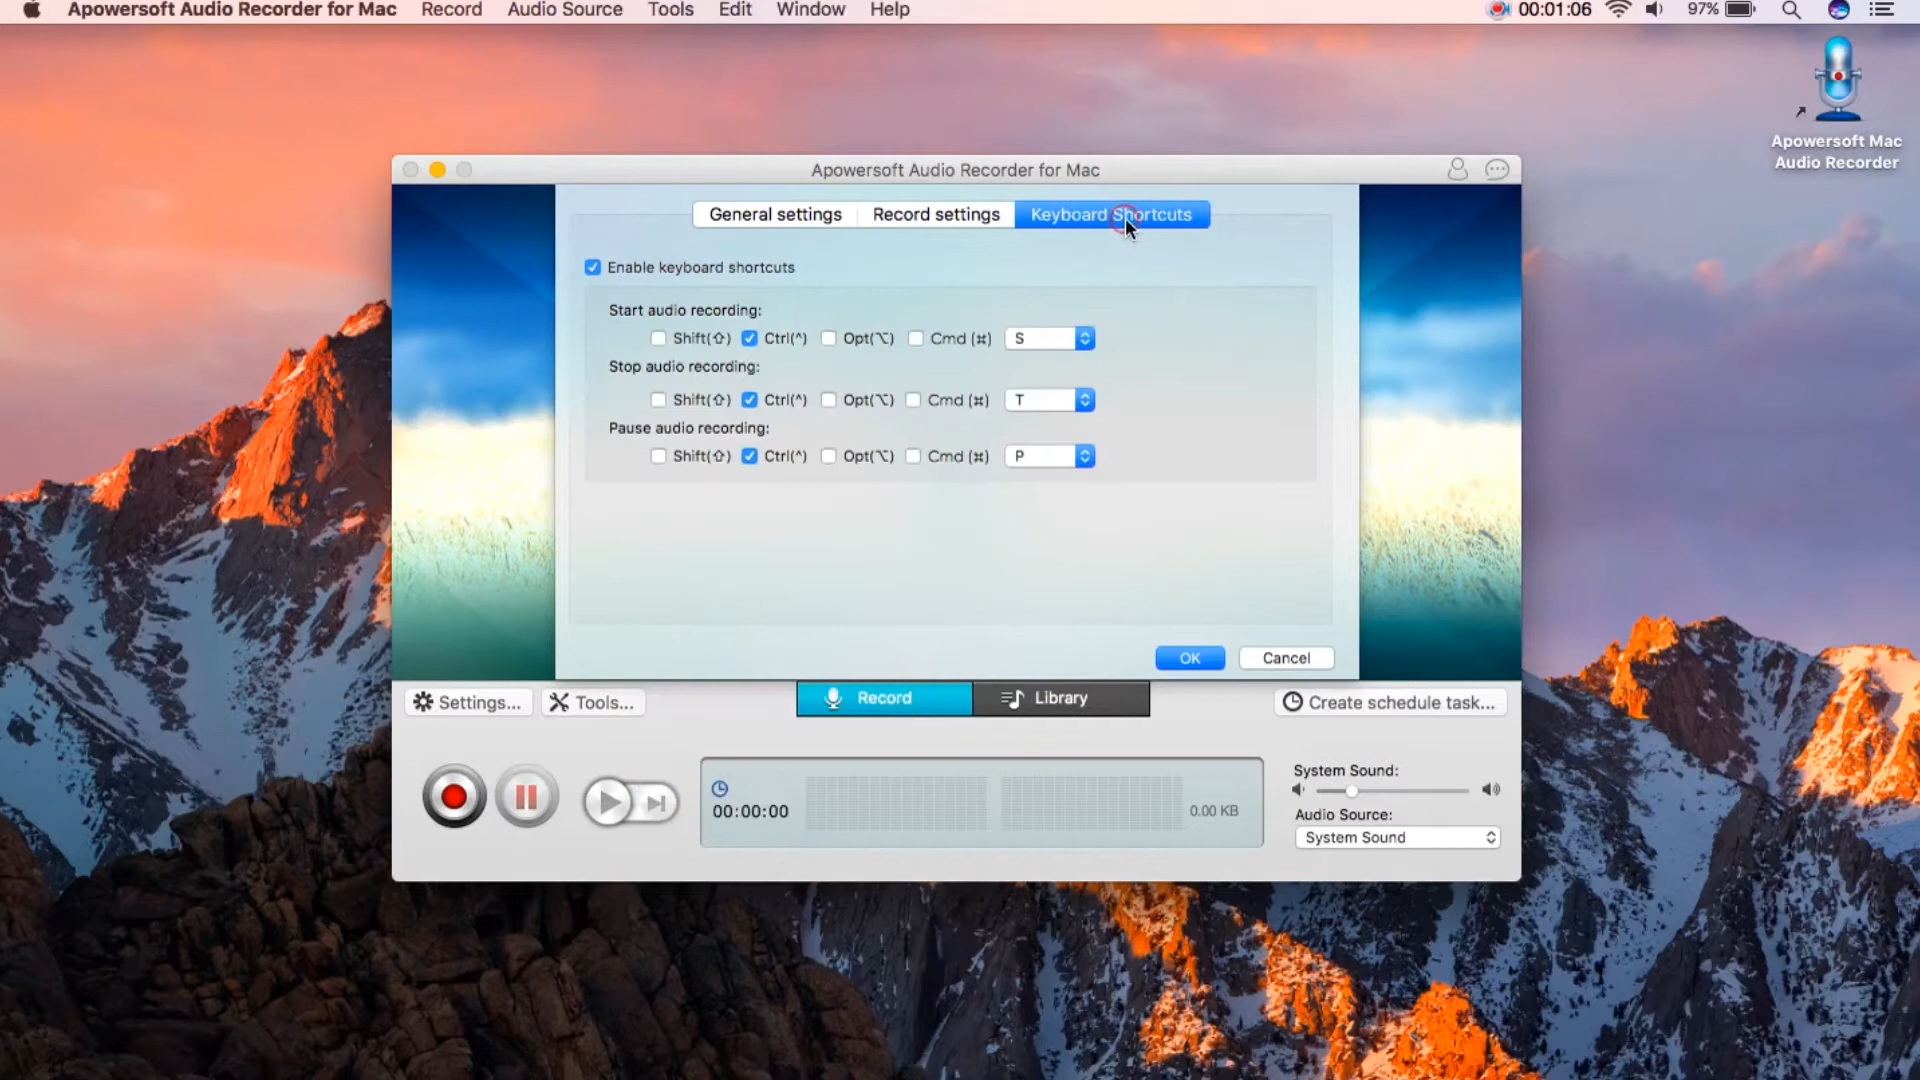 Apowersoft Audio Recorder for Mac Record Audio Source Tools Edit Window Help 00:01:06 97%
Apowersoft Mac
Audio Recorder
Apowersoft Audio Recorder for Mac
General settings Record settings Keyboard Shortcuts
Enable keyboard shortcuts
Start audio recording:
Shift(⇧) Ctrl(^) Opt(⌥) Cmd (⌘) S
Stop audio recording:
Shift(⇧) Ctrl(^) Opt(⌥) Cmd (⌘) T
Pause audio recording:
Shift(⇧) Ctrl(^) Opt(⌥) Cmd (⌘) P
OK Cancel
Settings... Tools... Record Library Create schedule task...
System Sound:
00:00:00 0.00 KB
Audio Source:
System Sound